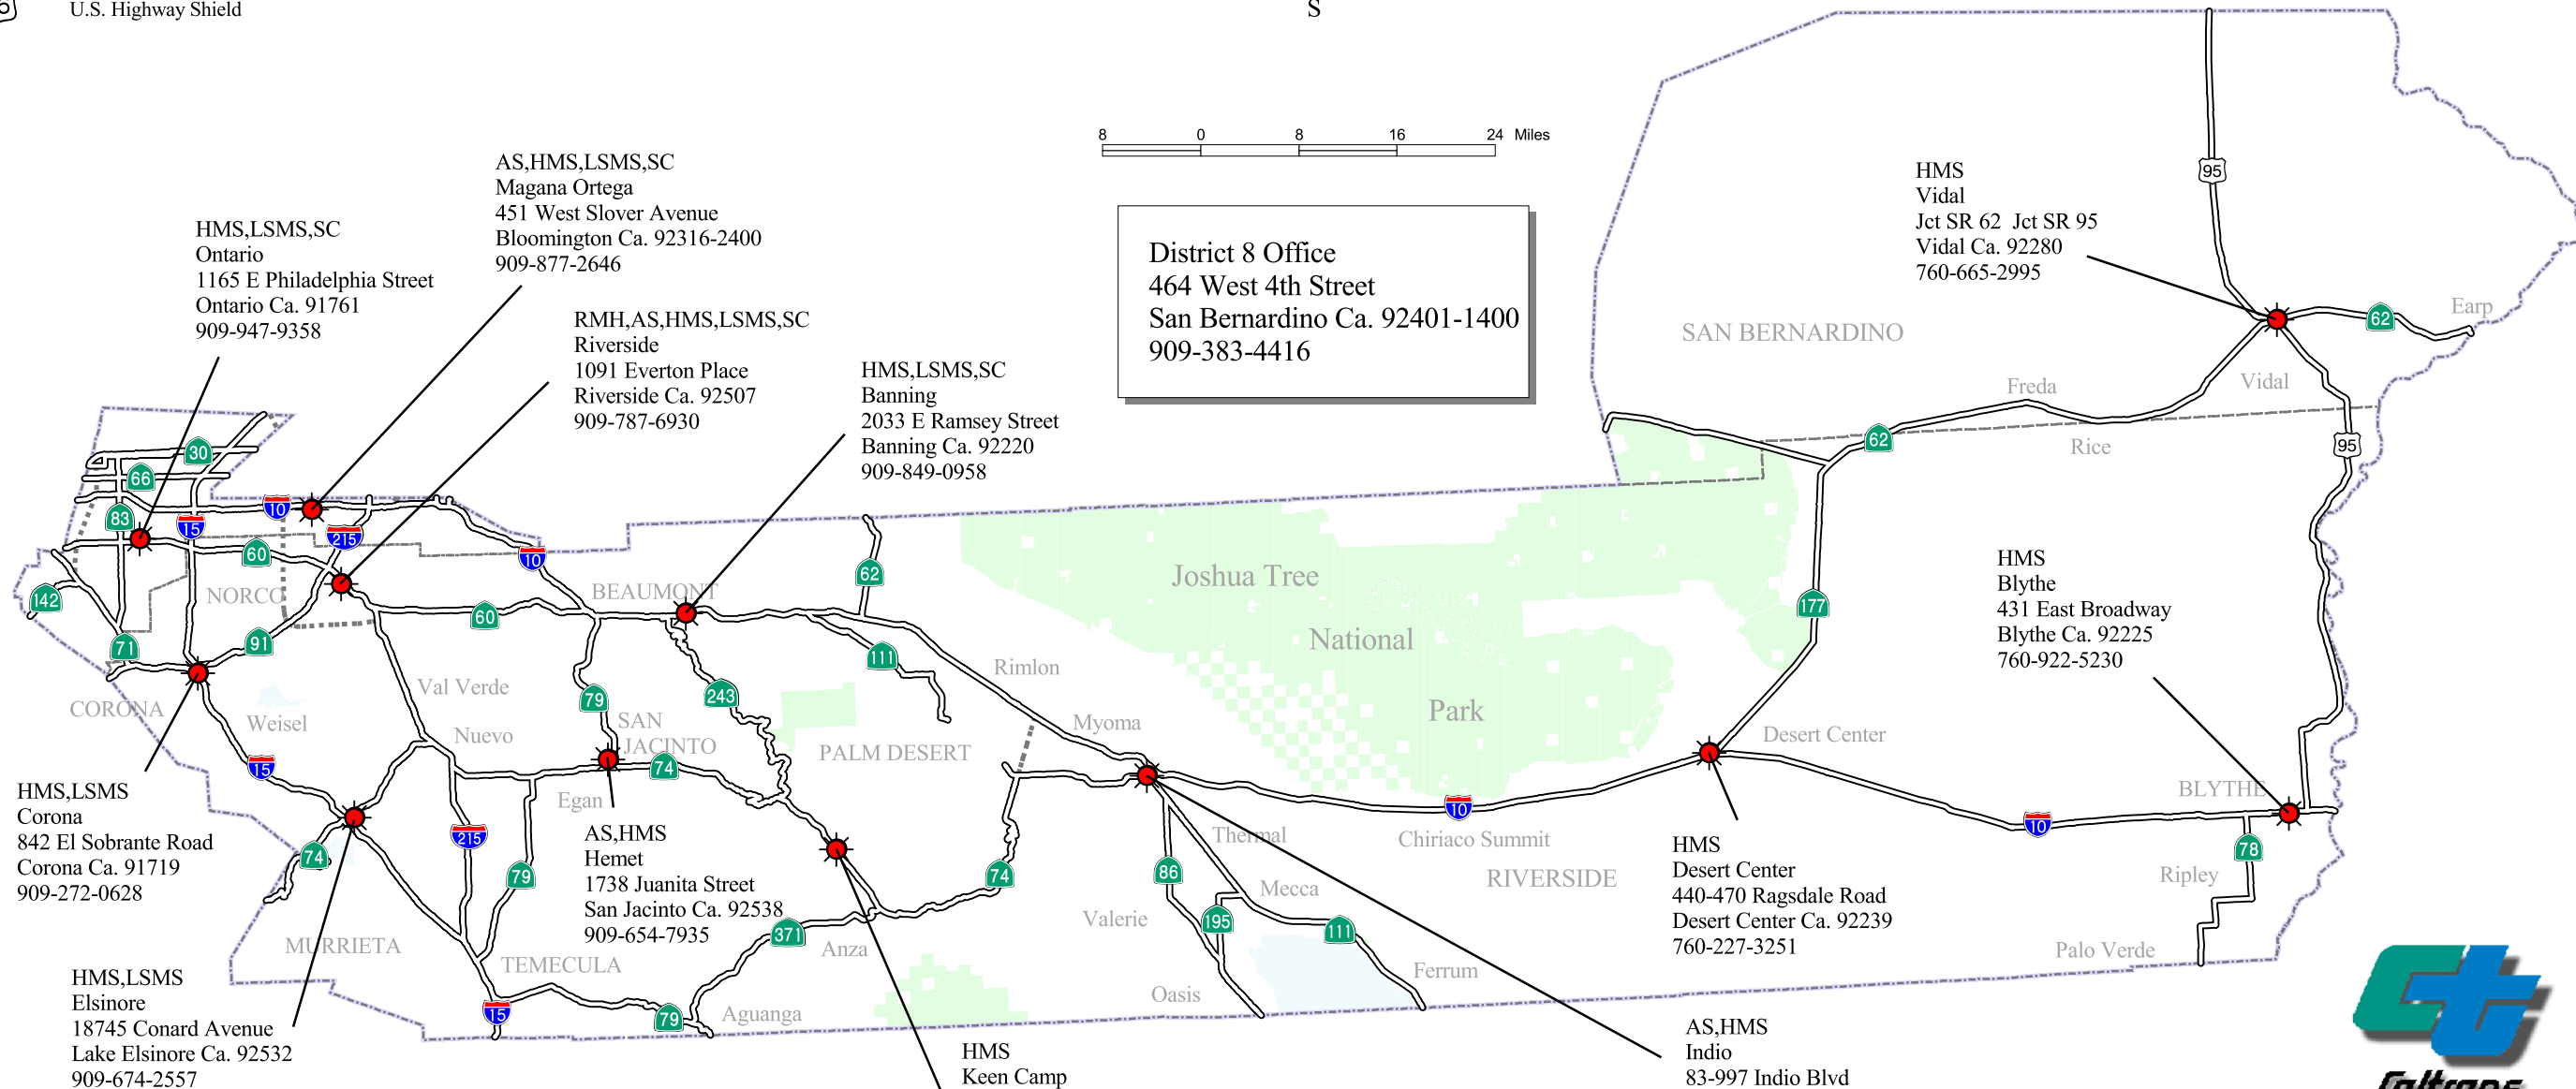 U.S. Highway Shield
S
8 0 8 16 24 Miles
AS,HMS,LSMS,SC
Magana Ortega
451 West Slover Avenue
Bloomington Ca. 92316-2400
909-877-2646
HMS,LSMS,SC
Ontario
1165 E Philadelphia Street
Ontario Ca. 91761
909-947-9358
RMH,AS,HMS,LSMS,SC
Riverside
1091 Everton Place
Riverside Ca. 92507
909-787-6930
HMS,LSMS,SC
Banning
2033 E Ramsey Street
Banning Ca. 92220
909-849-0958
District 8 Office
464 West 4th Street
San Bernardino Ca. 92401-1400
909-383-4416
HMS
Vidal
Jct SR 62 Jct SR 95
Vidal Ca. 92280
760-665-2995
95
62
Earp
SAN BERNARDINO
Freda
Vidal
62
Rice
95
30
66
83
15
10
215
60
10
142
NORCO
71
91
60
BEAUMONT
62
111
Joshua Tree
National
Park
177
HMS
Blythe
431 East Broadway
Blythe Ca. 92225
760-922-5230
CORONA
Weisel
Val Verde
Nuevo
79
243
SAN
JACINTO
74
PALM DESERT
Rimlon
Myoma
Desert Center
15
Egan
215
74
79
10
10
BLYTHE
78
Ripley
Palo Verde
HMS,LSMS
Corona
842 El Sobrante Road
Corona Ca. 91719
909-272-0628
AS,HMS
Hemet
1738 Juanita Street
San Jacinto Ca. 92538
909-654-7935
371
Anza
74
86
Thermal
Mecca
Valerie
195
111
Ferrum
Oasis
Chiriaco Summit
RIVERSIDE
HMS
Desert Center
440-470 Ragsdale Road
Desert Center Ca. 92239
760-227-3251
MURRIETA
TEMECULA
15
79
Aguanga
HMS,LSMS
Elsinore
18745 Conard Avenue
Lake Elsinore Ca. 92532
909-674-2557
HMS
Keen Camp
AS,HMS
Indio
83-997 Indio Blvd
Caltrans